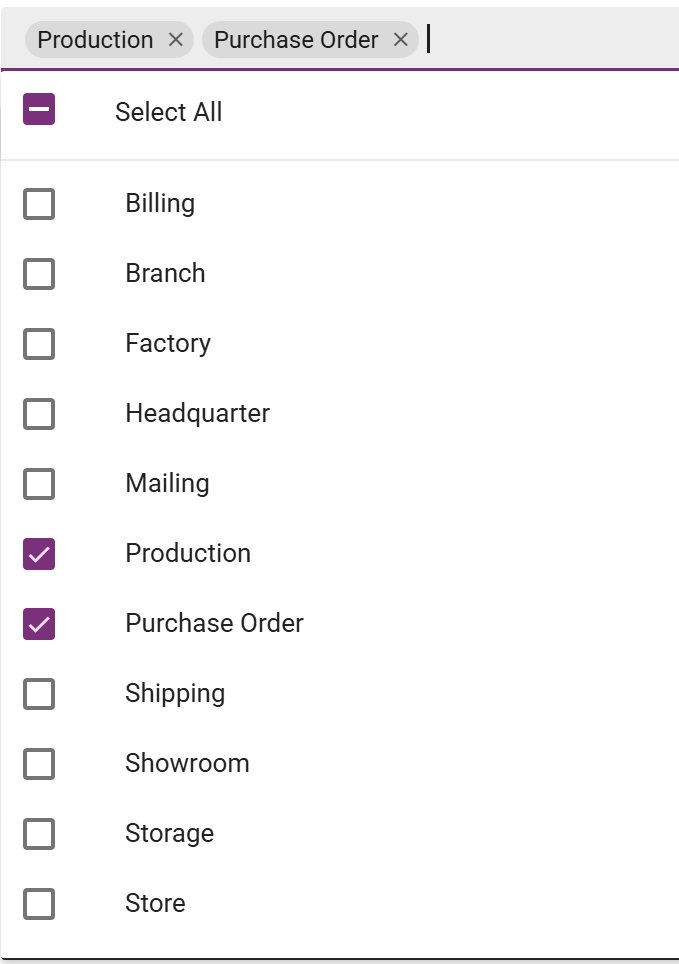 Production Purchase Order
Select All
Billing
Branch
Factory
Headquarter
Mailing
Production
Purchase Order
Shipping
Showroom
Storage
Store